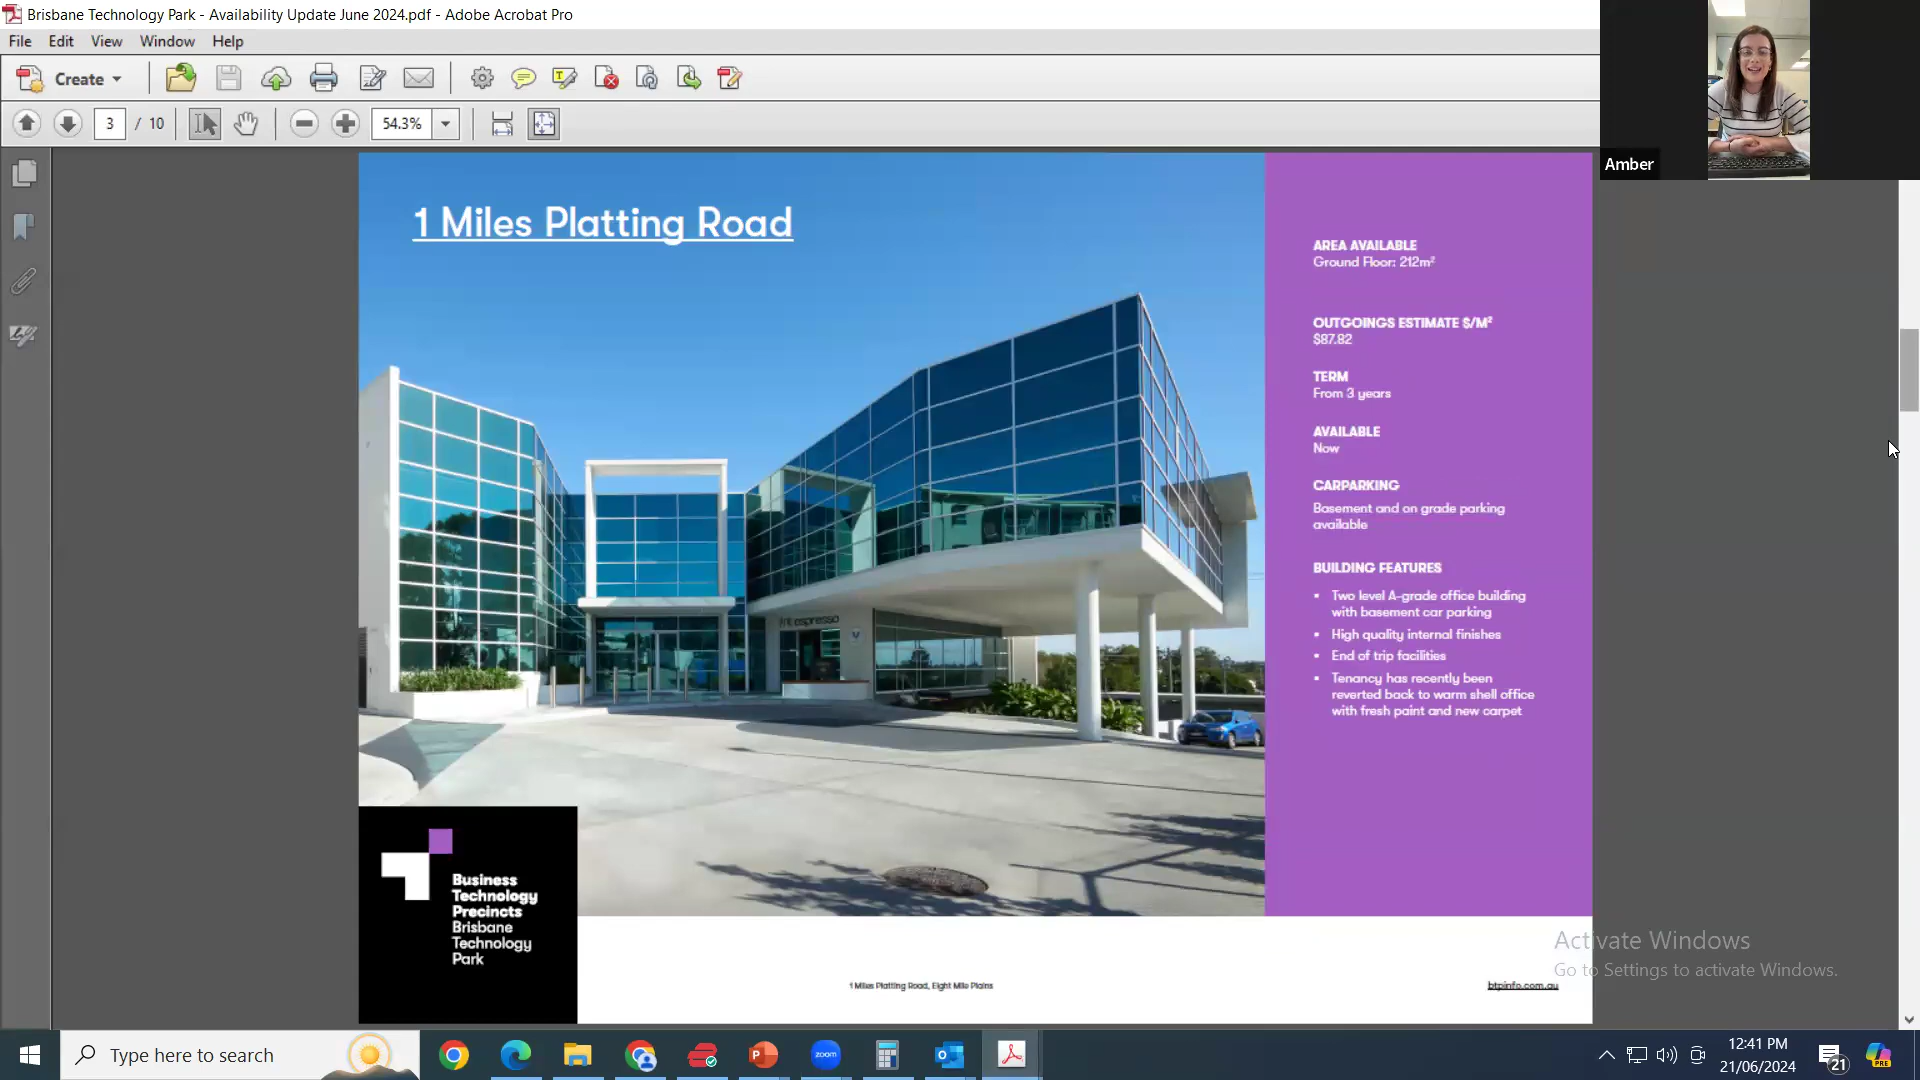 Brisbane Technology Park - Availability Update June 2024.pdf - Adobe Acrobat Pro
File Edit View Window Help
Create
3 / 10
54.3%
Amber
1 Miles Platting Road
AREA AVAILABLE
Ground Floor: 212m²
OUTGOINGS ESTIMATE $/M²
$87.82
TERM
From 3 years
AVAILABLE
Now
CARPARKING
Basement and on grade parking
available
BUILDING FEATURES
• Two level A-grade office building
with basement car parking
• High quality internal finishes
• End of trip facilities
• Tenancy has recently been
reverted back to warm shell office
with fresh paint and new carpet
espresso
Business
Technology
Precincts
Brisbane
Technology
Park
1 Miles Platting Road, Eight Mile Plains
btpinfo.com.au
Activate Windows
Go to Settings to activate Windows.
Type here to search
zoom
12:41 PM
21/06/2024
21
PRE